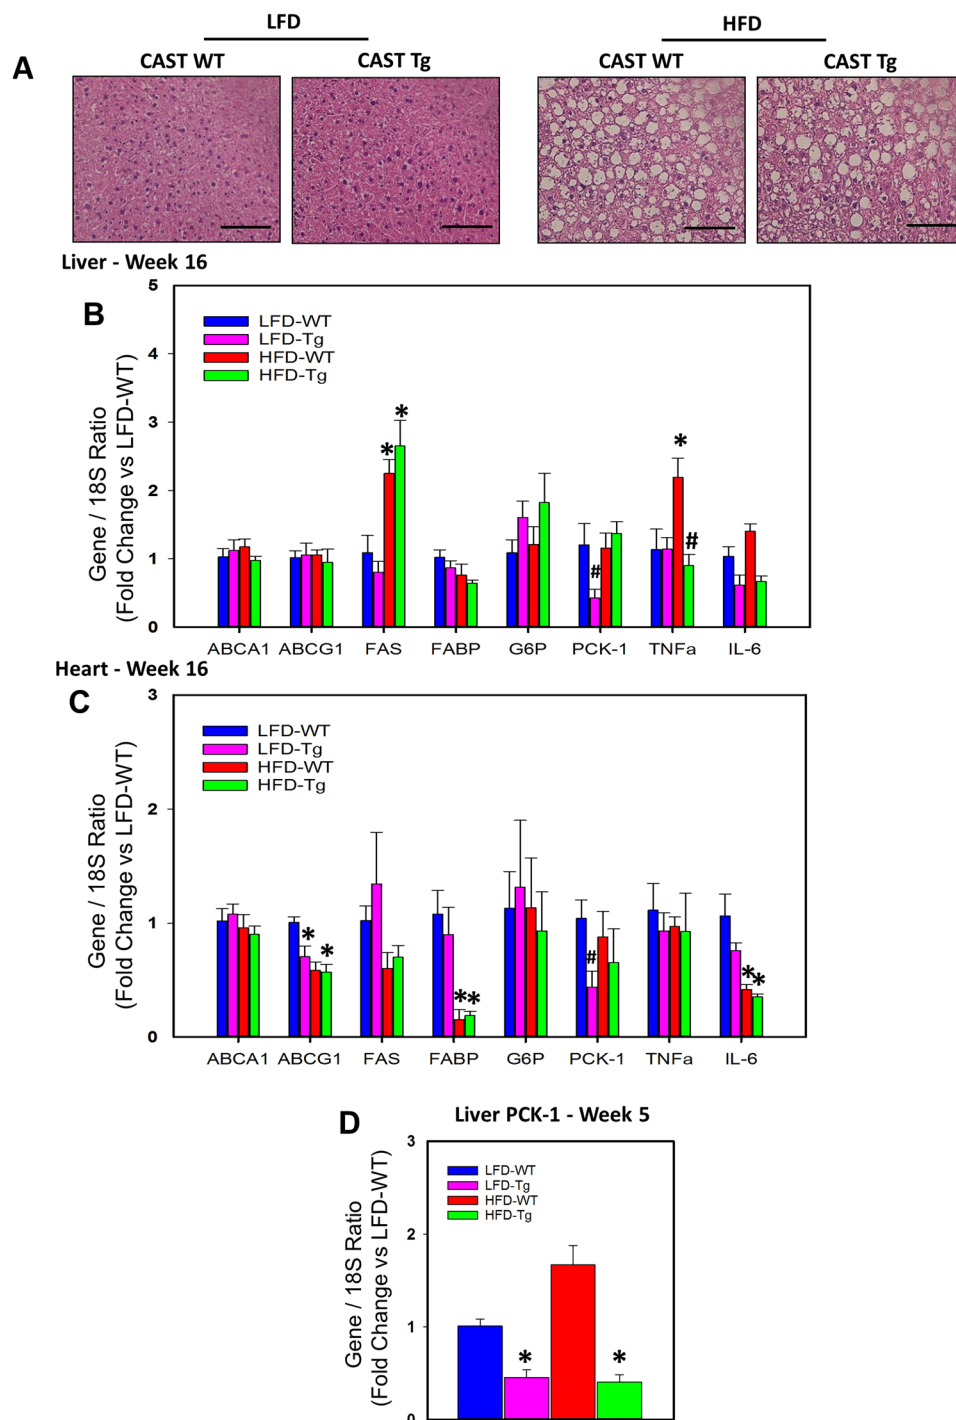 LFD HFD
A CAST WT CAST Tg CAST WT CAST Tg
Liver - Week 16
B
5
4
3
2
1
0
Gene / 18S Ratio
(Fold Change vs LFD-WT)
LFD-WT
LFD-Tg
HFD-WT
HFD-Tg
* * # * #
ABCA1 ABCG1 FAS FABP G6P PCK-1 TNFa IL-6
Heart - Week 16
C
3
2
1
0
Gene / 18S Ratio
(Fold Change vs LFD-WT)
LFD-WT
LFD-Tg
HFD-WT
HFD-Tg
* * * * # * *
ABCA1 ABCG1 FAS FABP G6P PCK-1 TNFa IL-6
D Liver PCK-1 - Week 5
3
2
1
0
Gene / 18S Ratio
(Fold Change vs LFD-WT)
LFD-WT
LFD-Tg
HFD-WT
HFD-Tg
* *